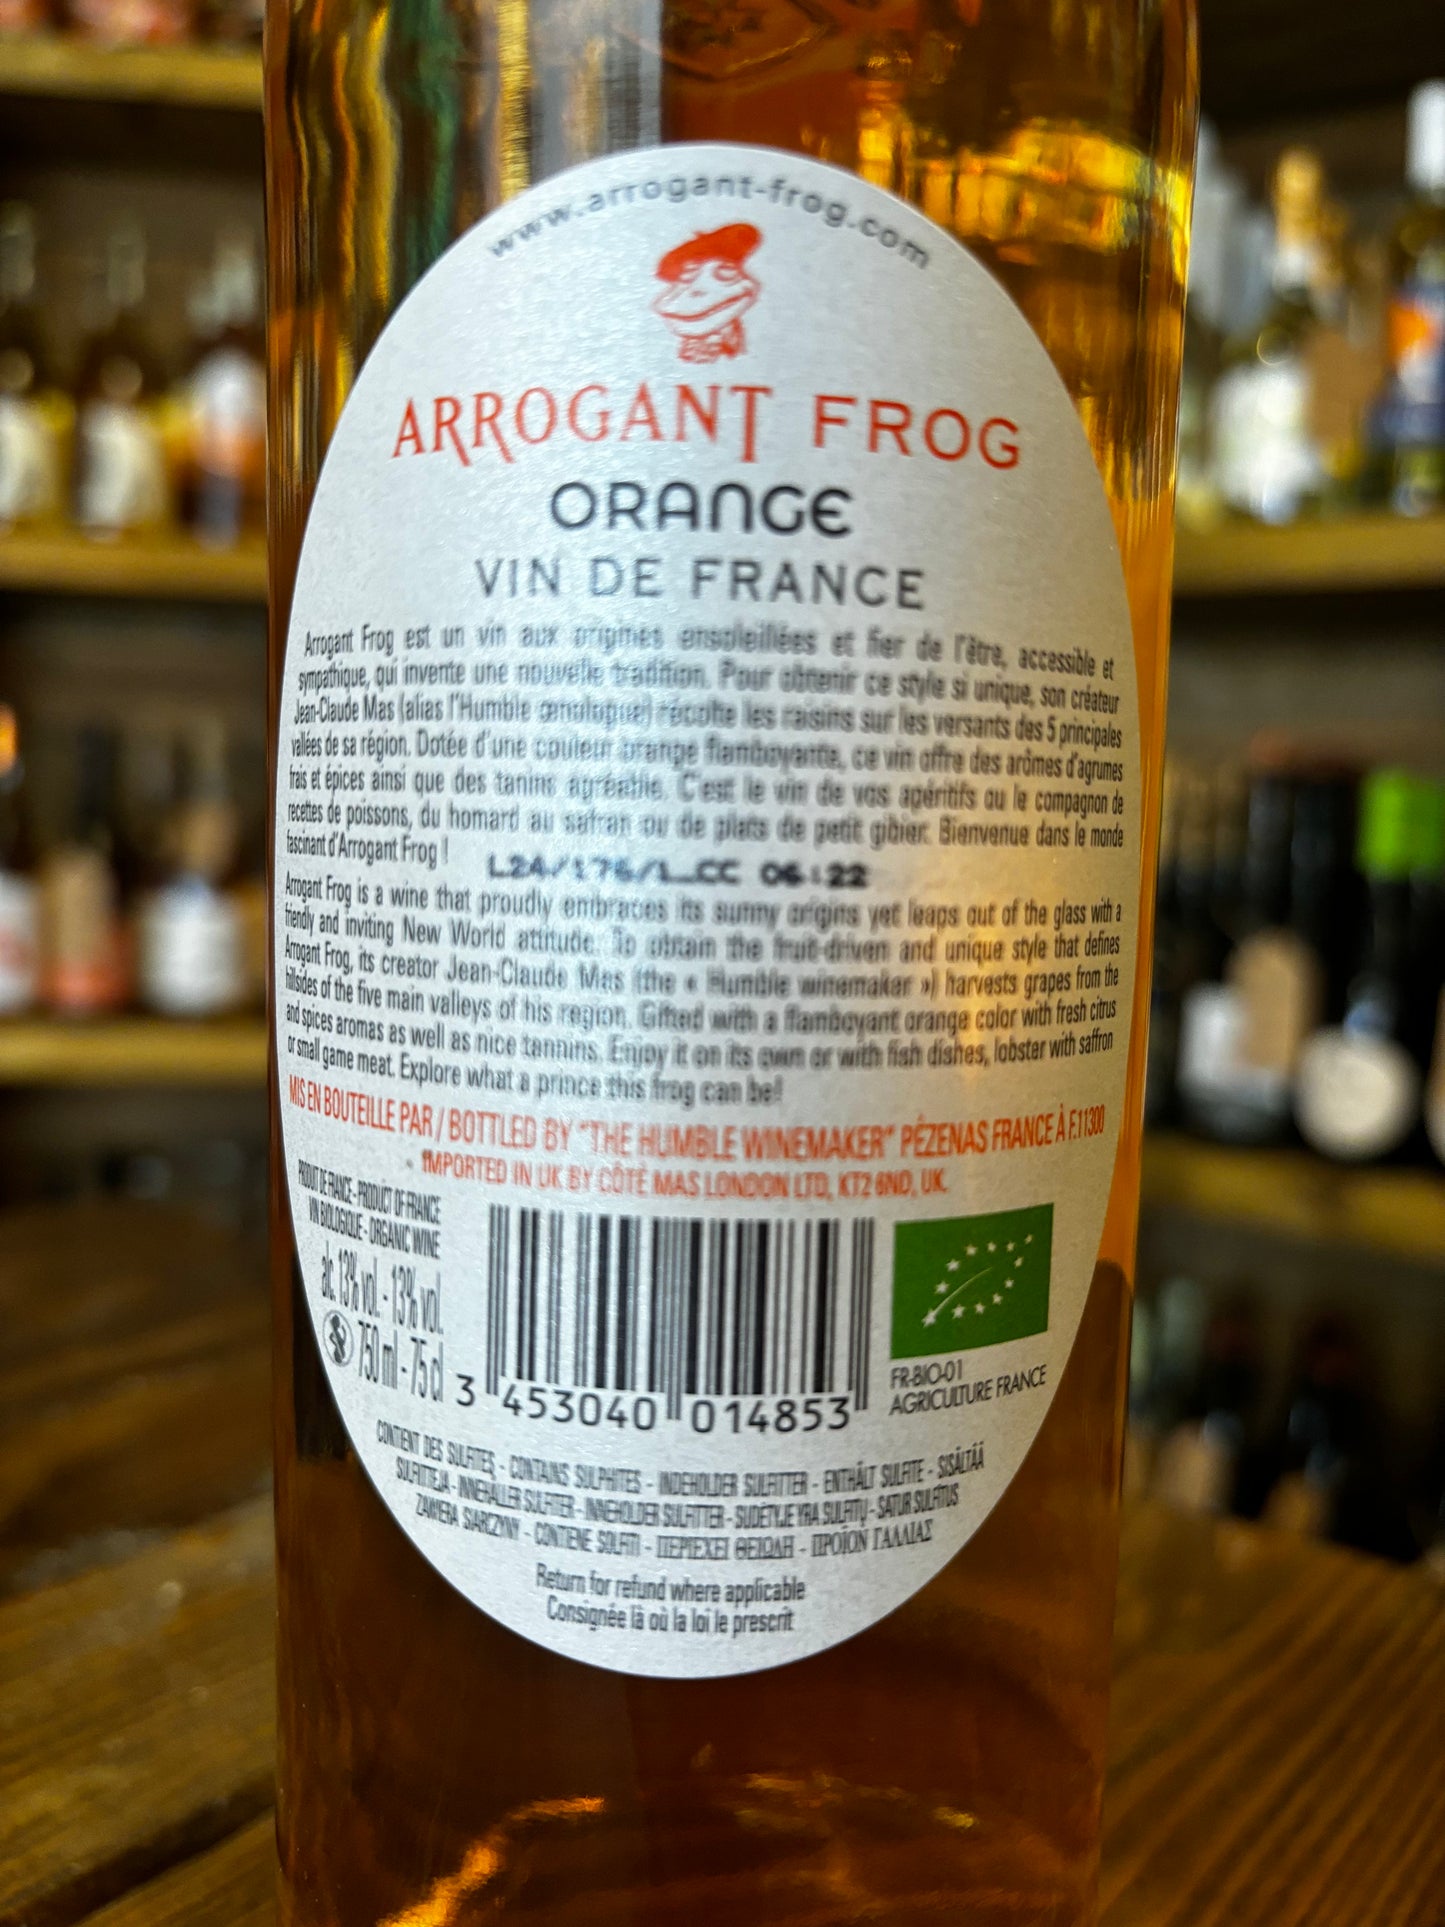 www.arrogant-frog.com
ARROGANT FROG
ORANGE
VIN DE FRANCE
Arrogant Frog est un vin aux origines ensoleillées et fier de l'être, accessible et
sympathique, qui invente une nouvelle tradition. Pour obtenir ce style si unique, son créateur
Jean-Claude Mas (alias l'Humble œnologue) récolte les raisins sur les versants des 5 principales
vallées de sa région. Dotée d'une couleur orange flamboyante, ce vin offre des arômes d'agrumes
frais et épices ainsi que des tanins agréable. C'est le vin de vos apéritifs ou le compagnon de
recettes de poissons, du homard au safran ou de plats de petit gibier. Bienvenue dans le monde
fascinant d'Arrogant Frog !
L24/176/1_CC 06:22
Arrogant Frog is a wine that proudly embraces its sunny origins yet leaps out of the glass with a
friendly and inviting New World attitude. To obtain the fruit-driven and unique style that defines
Arrogant Frog, its creator Jean-Claude Mas (the « Humble winemaker ») harvests grapes from the
hillsides of the five main valleys of his region. Gifted with a flamboyant orange color with fresh citrus
and spices aromas as well as nice tannins. Enjoy it on its own or with fish dishes, lobster with saffron
or small game meat. Explore what a prince this frog can be!
MIS EN BOUTEILLE PAR / BOTTLED BY "THE HUMBLE WINEMAKER" PÉZENAS FRANCE À F.11300
IMPORTED IN UK BY CÔTÉ MAS LONDON LTD, KT2 6ND, UK.
PRODUIT DE FRANCE - PRODUCT OF FRANCE
VIN BIOLOGIQUE - ORGANIC WINE
alc. 13% vol. - 13% vol.
750 ml - 75 cl
3 453040 014853
FR-BIO-01
AGRICULTURE FRANCE
CONTIENT DES SULFITES - CONTAINS SULPHITES - INDEHOLDER SULFITTER - ENTHÄLT SULFITE - SISÄLTÄÄ
SULFIITTEJA - INNEHALLER SULFITER - INNEHOLDER SULFITTER - SUDĖTYJE YRA SULFITŲ - SATUR SULFITUS
ZAWIERA SIARCZYNY - CONTIENE SOLFITI - ΠΕΡΙΕΧΕΙ ΘΕΙΩΔΗ - ΠΡΟΪΟΝ ΓΑΛΛΙΑΣ
Return for refund where applicable
Consignée là où la loi le prescrit